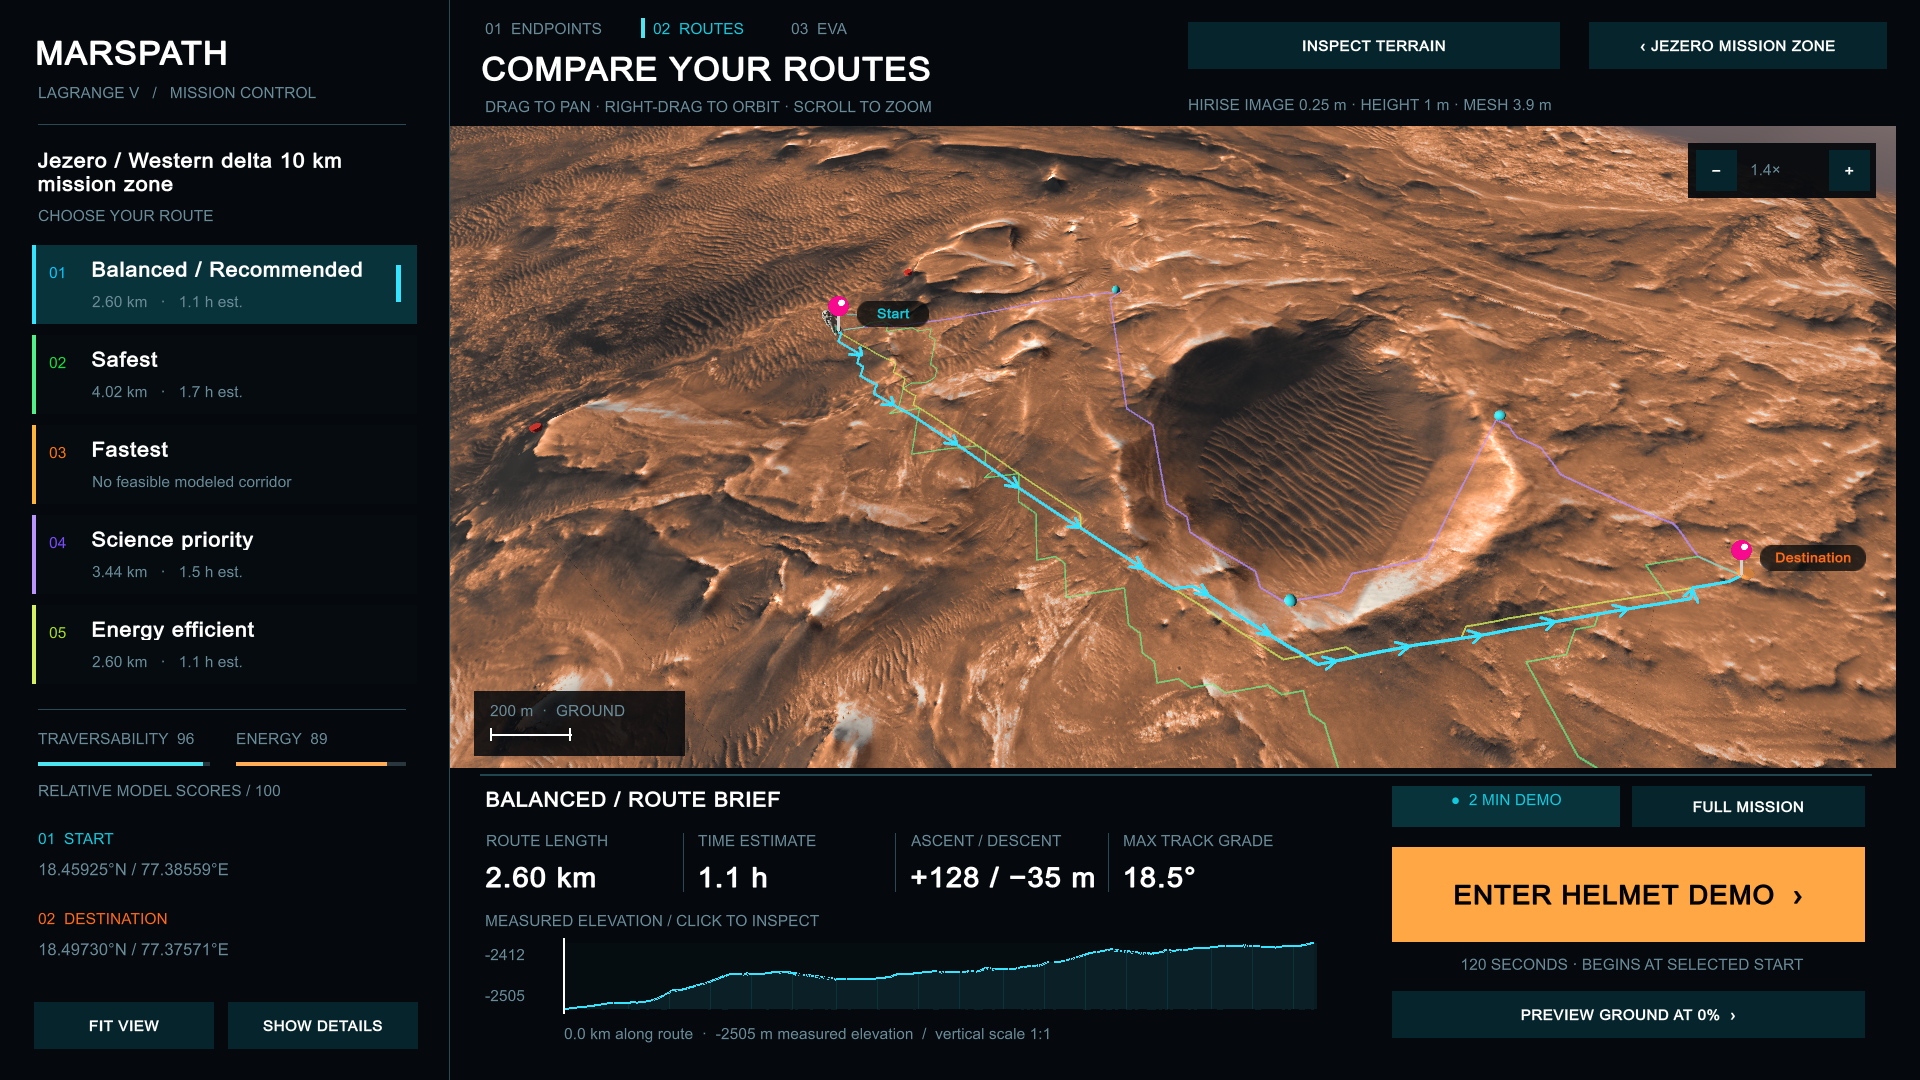 MARSPATH
LAGRANGE V / MISSION CONTROL
Jezero / Western delta 10 km
mission zone
CHOOSE YOUR ROUTE
01 Balanced / Recommended
2.60 km · 1.1 h est.
02 Safest
4.02 km · 1.7 h est.
03 Fastest
No feasible modeled corridor
04 Science priority
3.44 km · 1.5 h est.
05 Energy efficient
2.60 km · 1.1 h est.
TRAVERSABILITY 96 ENERGY 89
RELATIVE MODEL SCORES / 100
01 START
18.45925°N / 77.38559°E
02 DESTINATION
18.49730°N / 77.37571°E
FIT VIEW SHOW DETAILS
01 ENDPOINTS 02 ROUTES 03 EVA
COMPARE YOUR ROUTES
DRAG TO PAN · RIGHT-DRAG TO ORBIT · SCROLL TO ZOOM
INSPECT TERRAIN ‹ JEZERO MISSION ZONE
HIRISE IMAGE 0.25 m · HEIGHT 1 m · MESH 3.9 m
− 1.4× +
Start
Destination
200 m · GROUND
BALANCED / ROUTE BRIEF
ROUTE LENGTH TIME ESTIMATE ASCENT / DESCENT MAX TRACK GRADE
2.60 km 1.1 h +128 / −35 m 18.5°
MEASURED ELEVATION / CLICK TO INSPECT
-2412
-2505
0.0 km along route · -2505 m measured elevation / vertical scale 1:1
● 2 MIN DEMO FULL MISSION
ENTER HELMET DEMO ›
120 SECONDS · BEGINS AT SELECTED START
PREVIEW GROUND AT 0% ›